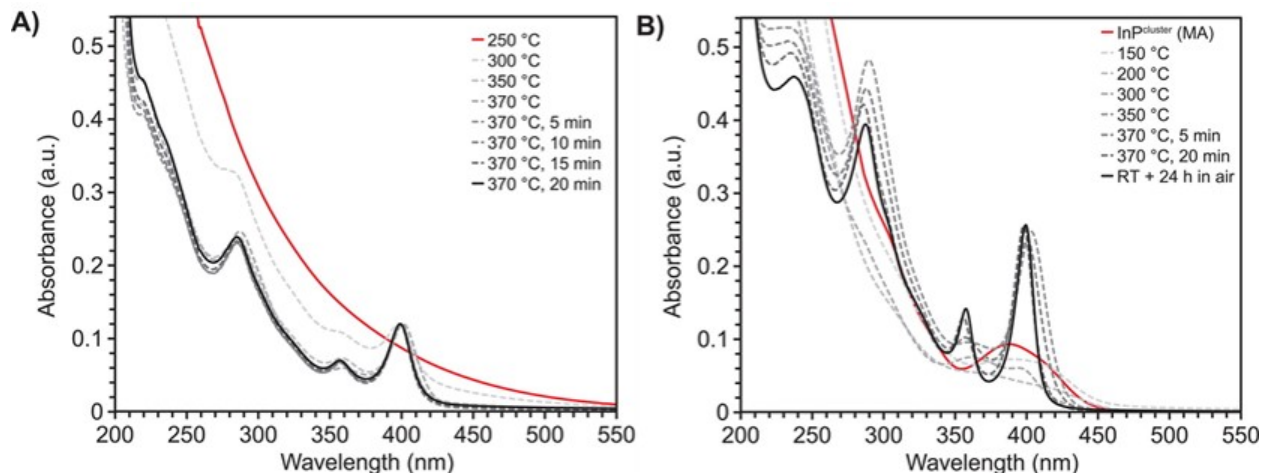 A)
0.5
0.4
0.3
0.2
0.1
0
Absorbance (a.u.)
200 250 300 350 400 450 500 550
Wavelength (nm)
250 °C
300 °C
350 °C
370 °C
370 °C, 5 min
370 °C, 10 min
370 °C, 15 min
370 °C, 20 min
B)
0.5
0.4
0.3
0.2
0.1
0
Absorbance (a.u.)
200 250 300 350 400 450 500 550
Wavelength (nm)
InP^cluster (MA)
150 °C
200 °C
300 °C
350 °C
370 °C, 5 min
370 °C, 20 min
RT + 24 h in air